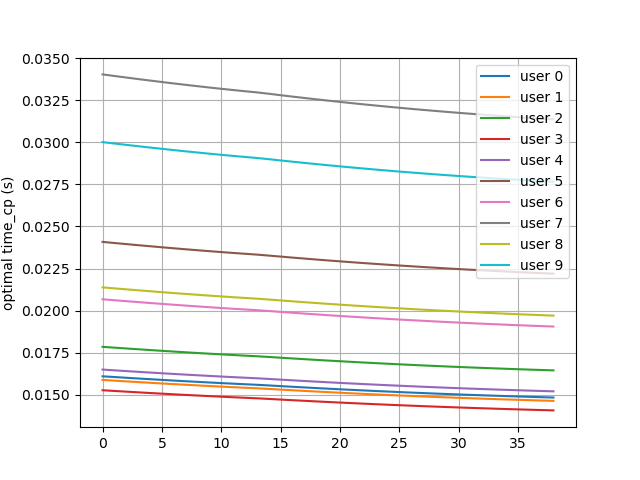 0.0350
0.0325
0.0300
0.0275
0.0250
0.0225
0.0200
0.0175
0.0150
optimal time_cp (s)
0 5 10 15 20 25 30 35
user 0
user 1
user 2
user 3
user 4
user 5
user 6
user 7
user 8
user 9